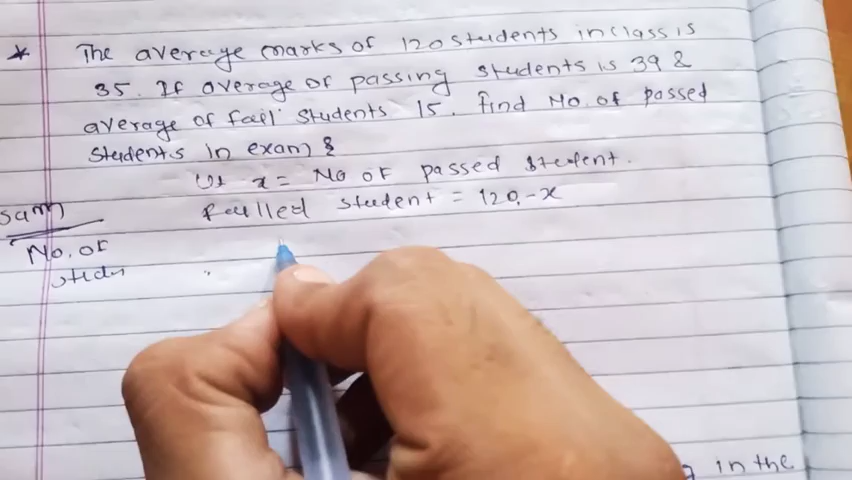 * The average marks of 120 students in class is
35. If average of passing students is 39 &
average of fail students 15. find No. of passed
students in exam ?
let x = No of passed student.
failled student = 120 - x
sum
No. of
stidn
in the